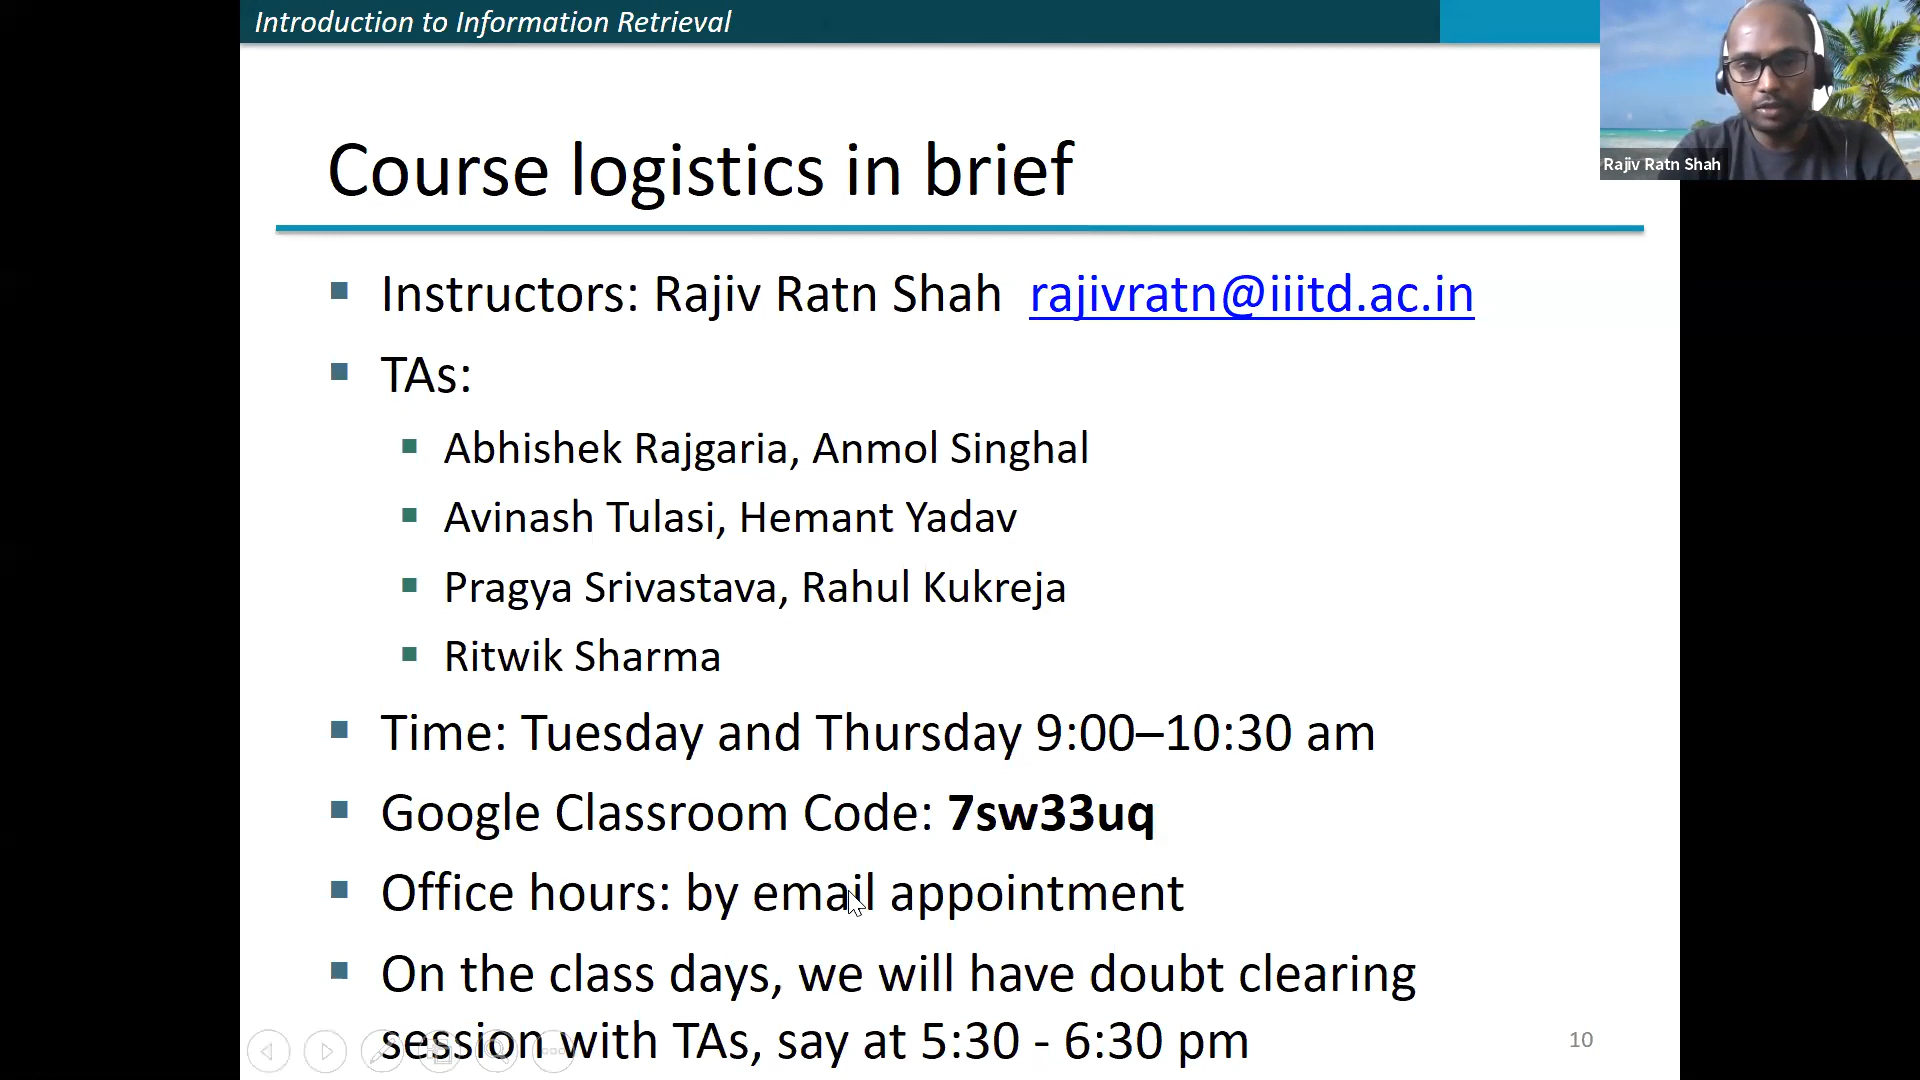 Introduction to Information Retrieval
Rajiv Ratn Shah
Course logistics in brief
Instructors: Rajiv Ratn Shah rajivratn@iiitd.ac.in
TAs:
Abhishek Rajgaria, Anmol Singhal
Avinash Tulasi, Hemant Yadav
Pragya Srivastava, Rahul Kukreja
Ritwik Sharma
Time: Tuesday and Thursday 9:00–10:30 am
Google Classroom Code: 7sw33uq
Office hours: by email appointment
On the class days, we will have doubt clearing
session with TAs, say at 5:30 - 6:30 pm
10